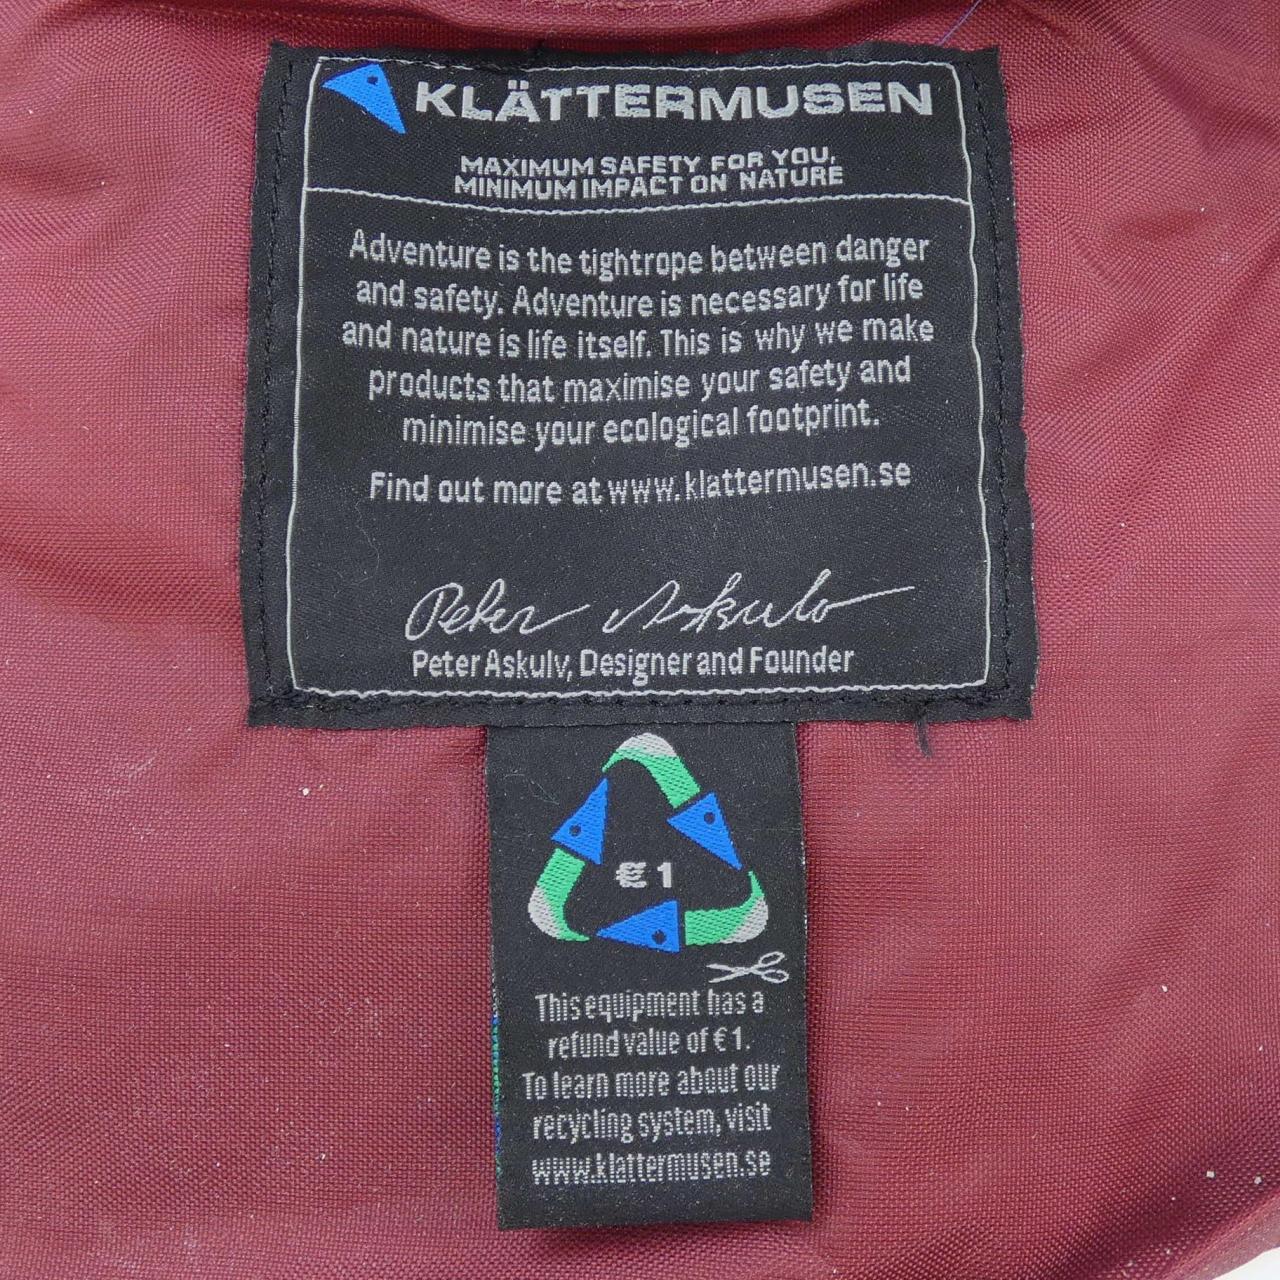 KLÄTTERMUSEN
MAXIMUM SAFETY FOR YOU,
MINIMUM IMPACT ON NATURE
Adventure is the tightrope between danger
and safety. Adventure is necessary for life
and nature is life itself. This is why we make
products that maximise your safety and
minimise your ecological footprint.
Find out more at www.klattermusen.se
Peter Askulv
Peter Askulv, Designer and Founder
€ 1
This equipment has a
refund value of € 1.
To learn more about our
recycling system, visit
www.klattermusen.se